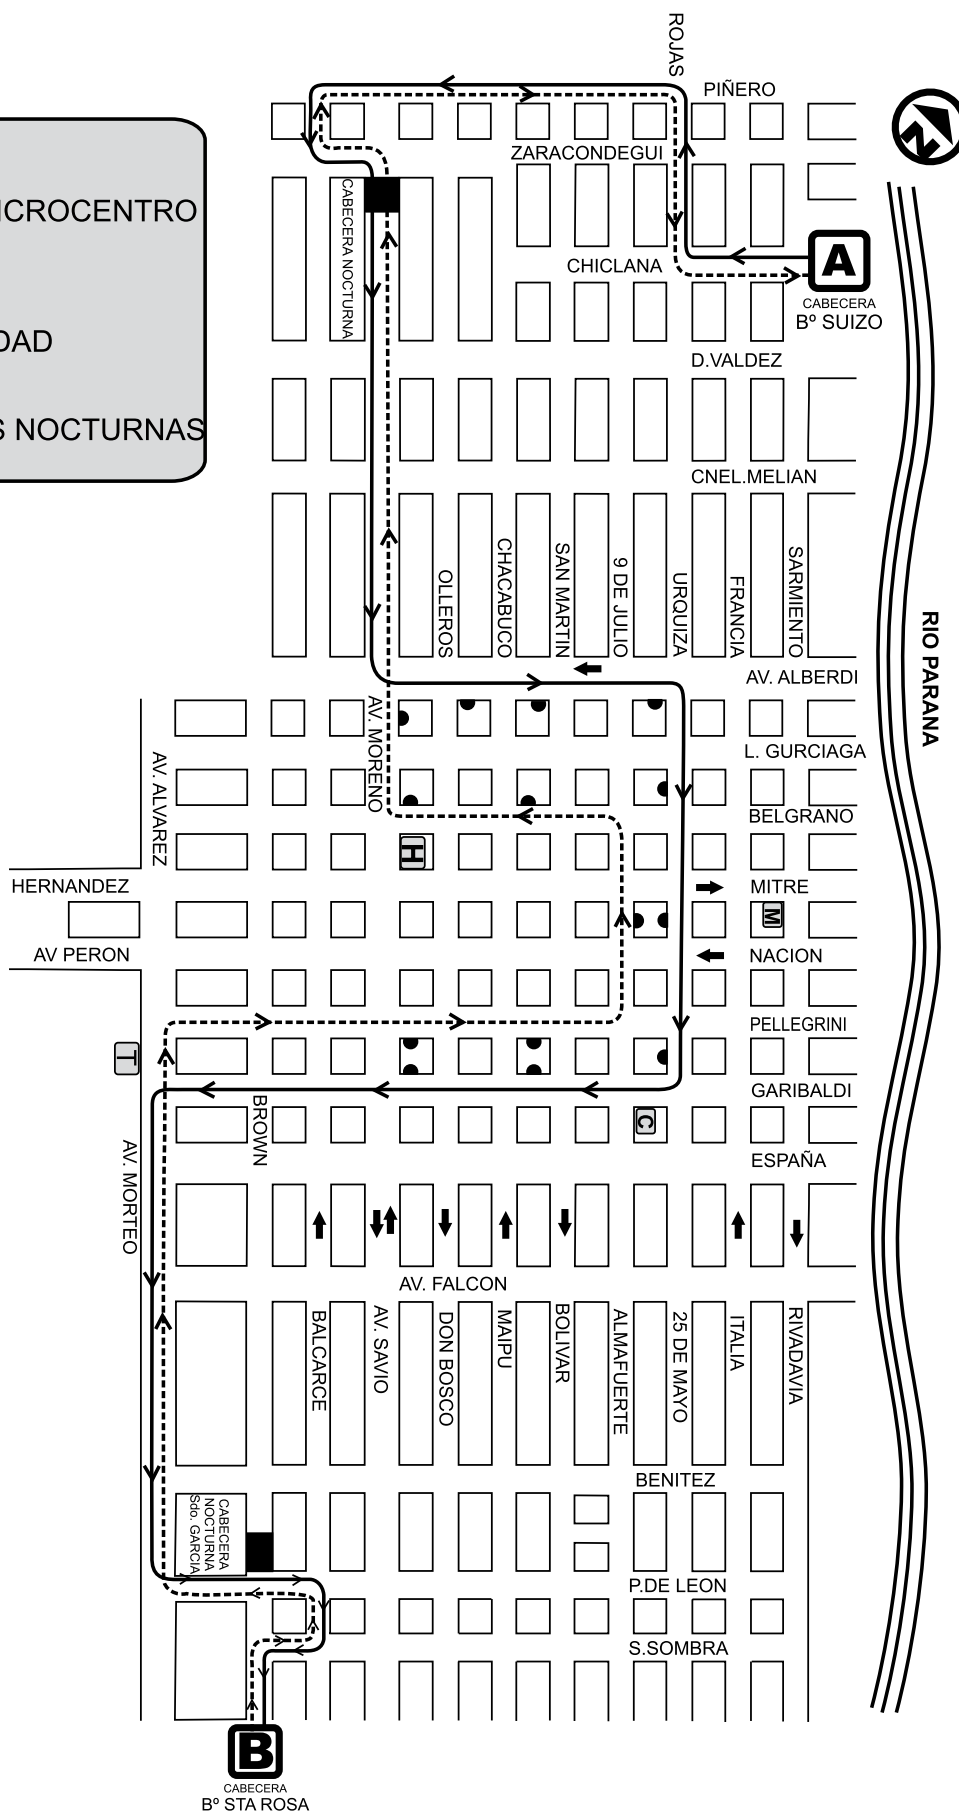 ROJAS
PIÑERO
N
ICROCENTRO
ZARACONDEGUI
CABECERA NOCTURNA
A
CHICLANA
CABECERA
Bº SUIZO
DAD
D.VALDEZ
S NOCTURNAS
CNEL.MELIAN
OLLEROS
CHACABUCO
SAN MARTIN
9 DE JULIO
URQUIZA
FRANCIA
SARMIENTO
RIO PARANA
AV. ALBERDI
AV. MORENO
L. GURCIAGA
AV. ALVAREZ
BELGRANO
H
HERNANDEZ
MITRE
M
AV PERON
NACION
PELLEGRINI
T
GARIBALDI
BROWN
C
AV. MORTEO
ESPAÑA
AV. FALCON
BALCARCE
AV. SAVIO
DON BOSCO
MAIPU
BOLIVAR
ALMAFUERTE
25 DE MAYO
ITALIA
RIVADAVIA
BENITEZ
CABECERA
NOCTURNA
Sdo. GARCIA
P.DE LEON
S.SOMBRA
B
CABECERA
Bº STA ROSA